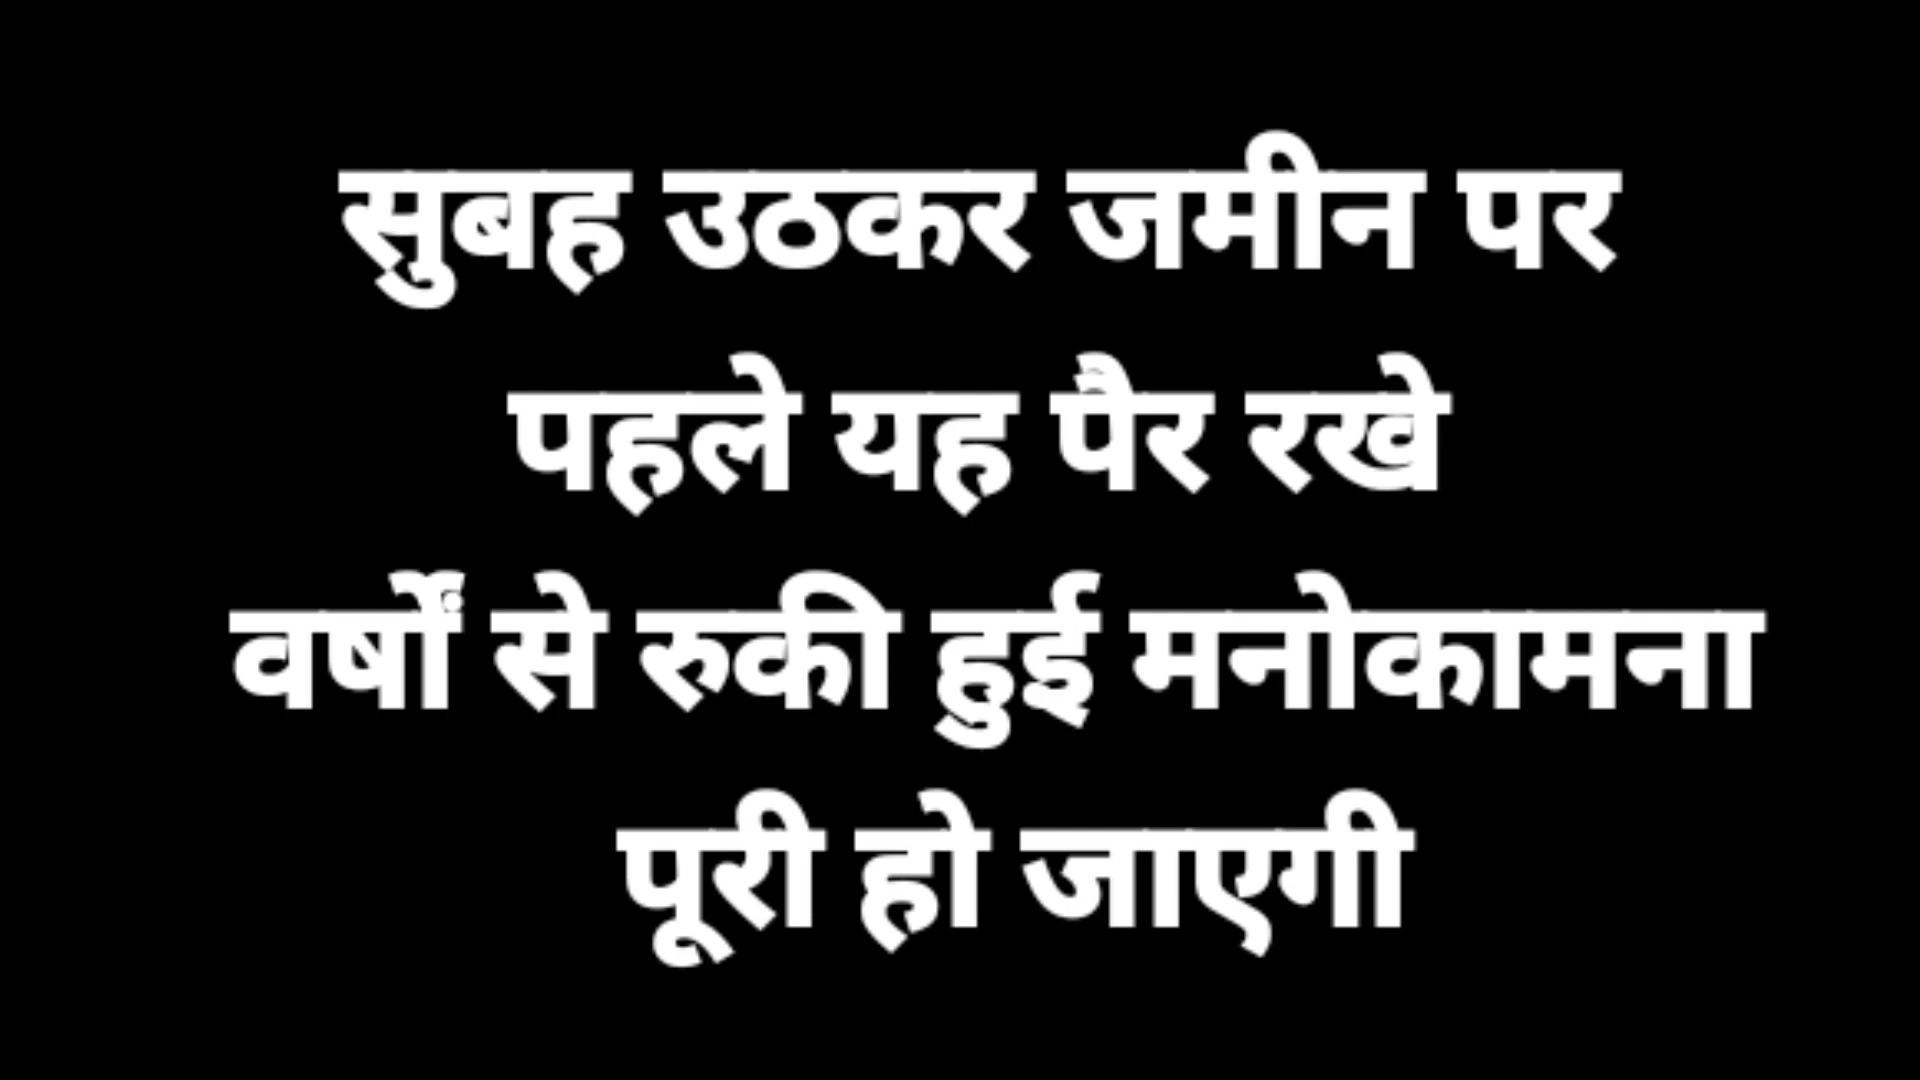 सुबह उठकर जमीन पर
पहले यह पैर रखे
वर्षों से रुकी हुई मनोकामना
पूरी हो जाएगी